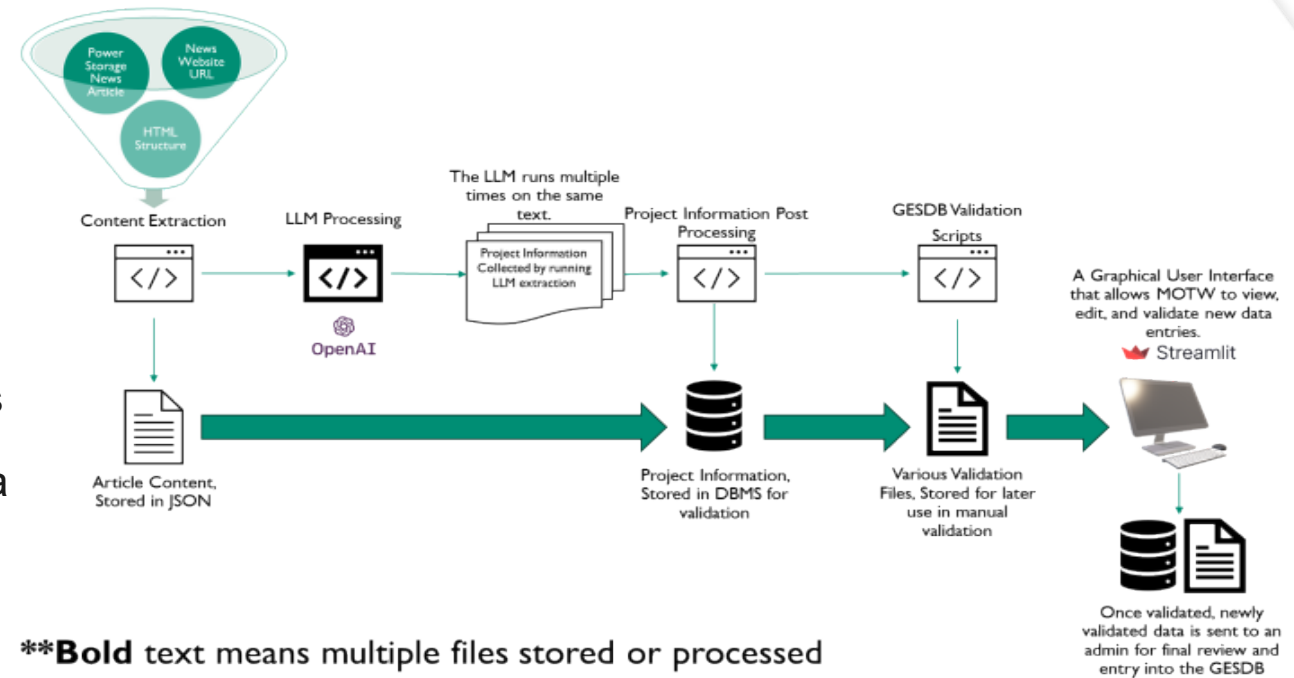 Power
Storage
News
Article
News
Website
URL
HTML
Structure
Content Extraction
LLM Processing
OpenAI
The LLM runs multiple
times on the same
text.
Project Information
Collected by running
LLM extraction
Project Information Post
Processing
GESDB Validation
Scripts
A Graphical User Interface
that allows MOTW to view,
edit, and validate new data
entries.
Streamlit
s
a
Article Content,
Stored in JSON
Project Information,
Stored in DBMS for
validation
Various Validation
Files, Stored for later
use in manual
validation
Once validated, newly
validated data is sent to an
admin for final review and
entry into the GESDB
**Bold text means multiple files stored or processed